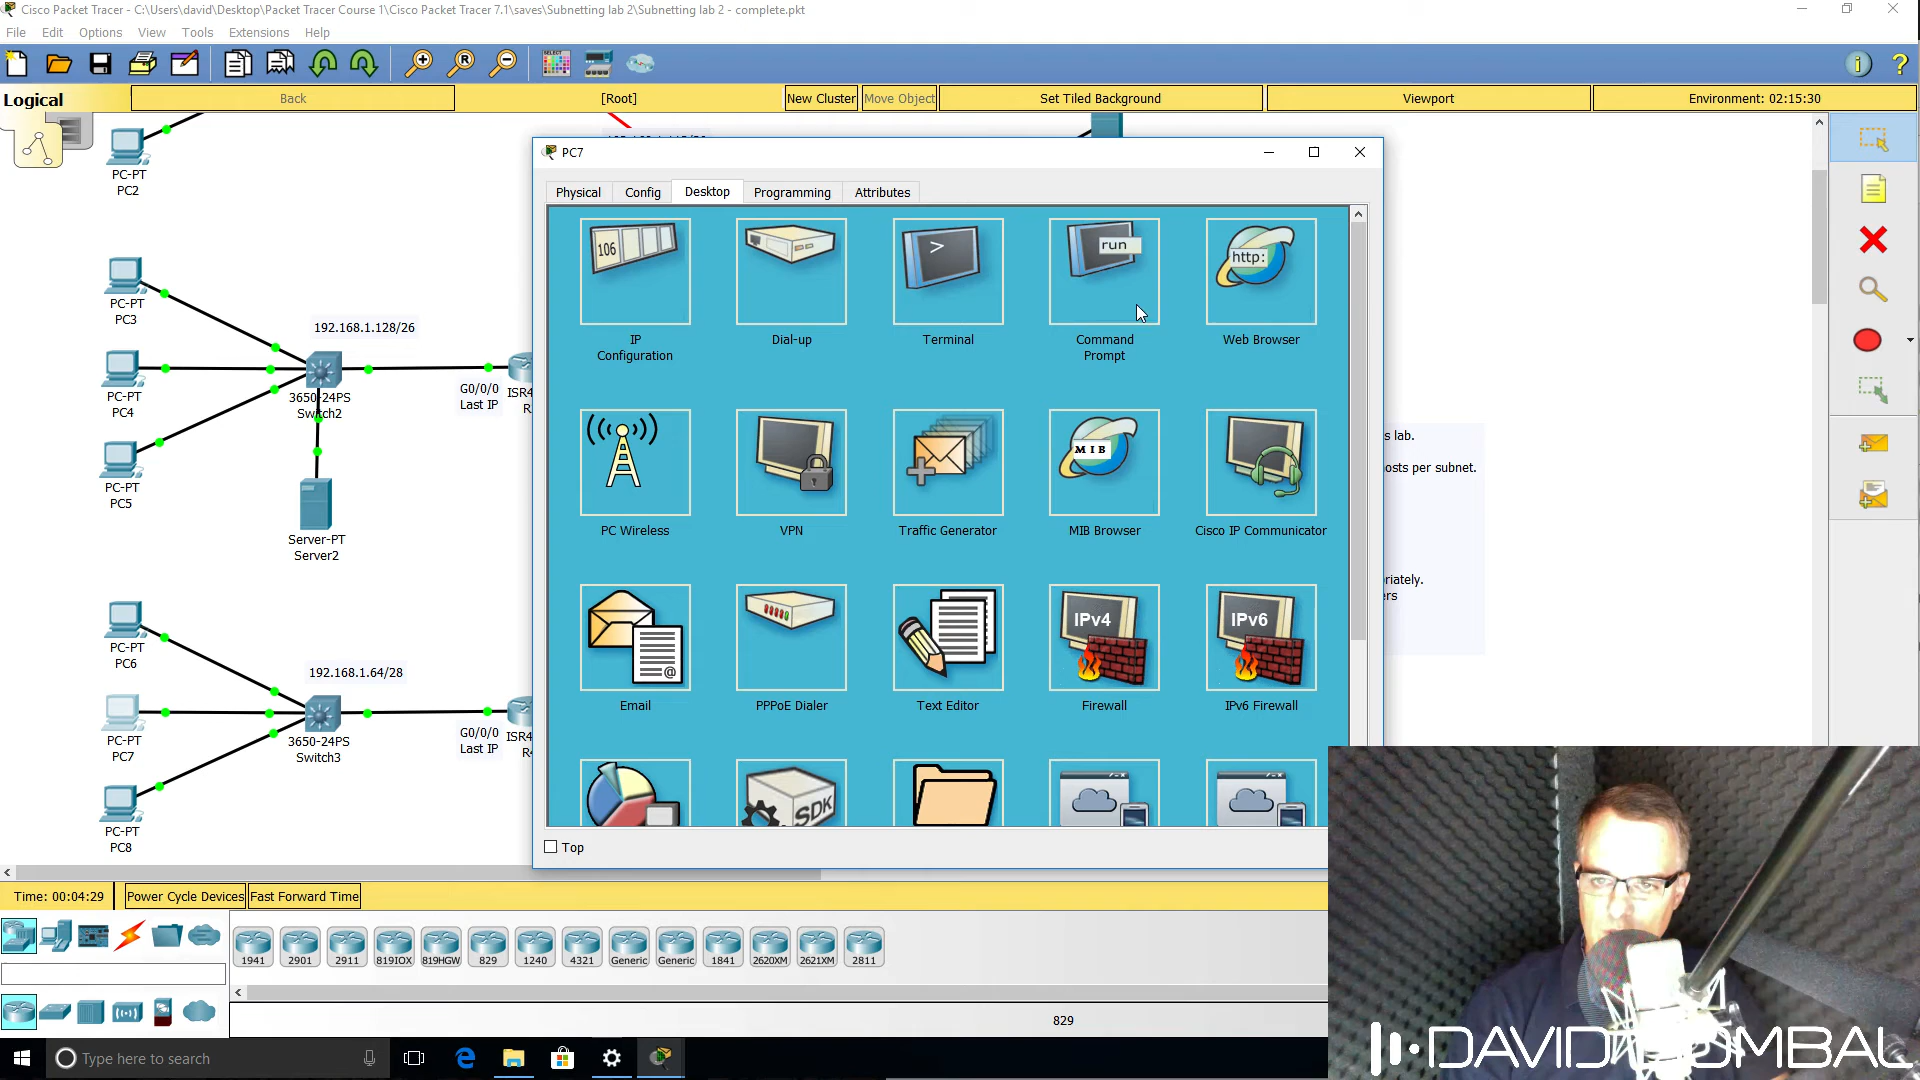 Cisco Packet Tracer - C:\Users\david\Desktop\Packet Tracer Course 1\Cisco Packet Tracer 7.1\saves\Subnetting lab 2\Subnetting lab 2 - complete.pkt
File Edit Options View Tools Extensions Help
Logical Back [Root] New Cluster Move Object Set Tiled Background Viewport Environment: 02:15:30
PC-PT
PC2
PC-PT
PC3
192.168.1.128/26
PC-PT
PC4
3650-24PS
Switch2
G0/0/0
Last IP
ISR4
PC-PT
PC5
Server-PT
Server2
PC-PT
PC6
192.168.1.64/28
PC-PT
PC7
3650-24PS
Switch3
G0/0/0
Last IP
ISR4
PC-PT
PC8
PC7
Physical Config Desktop Programming Attributes
106
>
run
http:
IP
Configuration
Dial-up
Terminal
Command
Prompt
Web Browser
MIB
PC Wireless
VPN
Traffic Generator
MIB Browser
Cisco IP Communicator
@
IPv4
IPv6
Email
PPPoE Dialer
Text Editor
Firewall
IPv6 Firewall
SDK
Top
s lab.
osts per subnet.
riately.
ers
Time: 00:04:29 Power Cycle Devices Fast Forward Time
1941 2901 2911 819IOX 819HGW 829 1240 4321 Generic Generic 1841 2620XM 2621XM 2811
829
Type here to search
DAVID BOMBAL